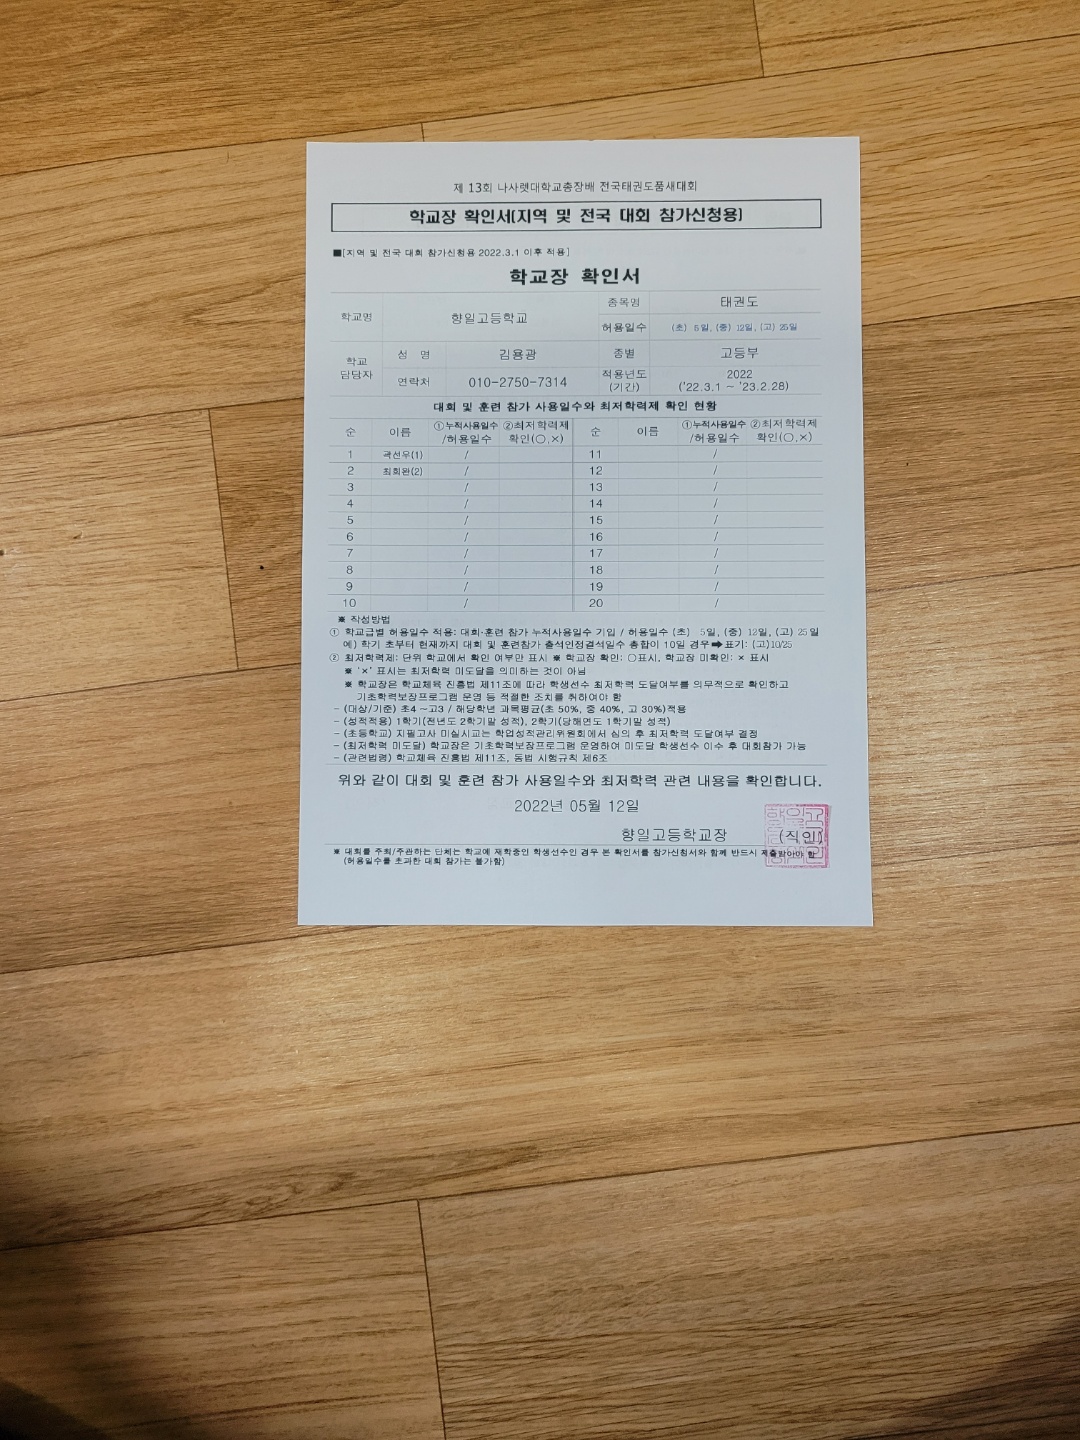 제 13회 나사렛대학교총장배 전국태권도품새대회
학교장 확인서(지역 및 전국 대회 참가신청용)
■[지역 및 전국 대회 참가신청용 2022.3.1 이후 적용]
학교장 확인서
학교명 향일고등학교 종목명 태권도
허용일수 (초) 5일, (중) 12일, (고) 25일
학교 담당자 성 명 김용광 종별 고등부
연락처 010-2750-7314 적용년도 (기간) 2022 ('22.3.1 ~ '23.2.28)
대회 및 훈련 참가 사용일수와 최저학력제 확인 현황
순 이름 ①누적사용일수 /허용일수 ②최저학력제 확인(○,×) 순 이름 ①누적사용일수 /허용일수 ②최저학력제 확인(○,×)
1 곽선우(1) / 11 /
2 최희완(2) / 12 /
3 / 13 /
4 / 14 /
5 / 15 /
6 / 16 /
7 / 17 /
8 / 18 /
9 / 19 /
10 / 20 /
※ 작성방법
① 학교급별 허용일수 적용: 대회·훈련 참가 누적사용일수 기입 / 허용일수 (초) 5일, (중) 12일, (고) 25일
예) 학기 초부터 현재까지 대회 및 훈련참가 출석인정결석일수 총합이 10일 경우➡표기: (고)10/25
② 최저학력제: 단위 학교에서 확인 여부만 표시 ※ 학교장 확인: ○표시, 학교장 미확인: × 표시
※ '×' 표시는 최저학력 미도달을 의미하는 것이 아님
※ 학교장은 학교체육 진흥법 제11조에 따라 학생선수 최저학력 도달여부를 의무적으로 확인하고
기초학력보장프로그램 운영 등 적절한 조치를 취하여야 함
- (대상/기준) 초4 ~고3 / 해당학년 과목평균(초 50%, 중 40%, 고 30%)적용
- (성적적용) 1학기(전년도 2학기말 성적), 2학기(당해연도 1학기말 성적)
- (초등학교) 지필고사 미실시교는 학업성적관리위원회에서 심의 후 최저학력 도달여부 결정
- (최저학력 미도달) 학교장은 기초학력보장프로그램 운영하여 미도달 학생선수 이수 후 대회참가 가능
- (관련법령) 학교체육 진흥법 제11조, 동법 시행규칙 제6조
위와 같이 대회 및 훈련 참가 사용일수와 최저학력 관련 내용을 확인합니다.
2022년 05월 12일
향일고등학교장 (직인)
※ 대회를 주최/주관하는 단체는 학교에 재학중인 학생선수인 경우 본 확인서를 참가신청서와 함께 반드시 제출받아야 함
(허용일수를 초과한 대회 참가는 불가함)